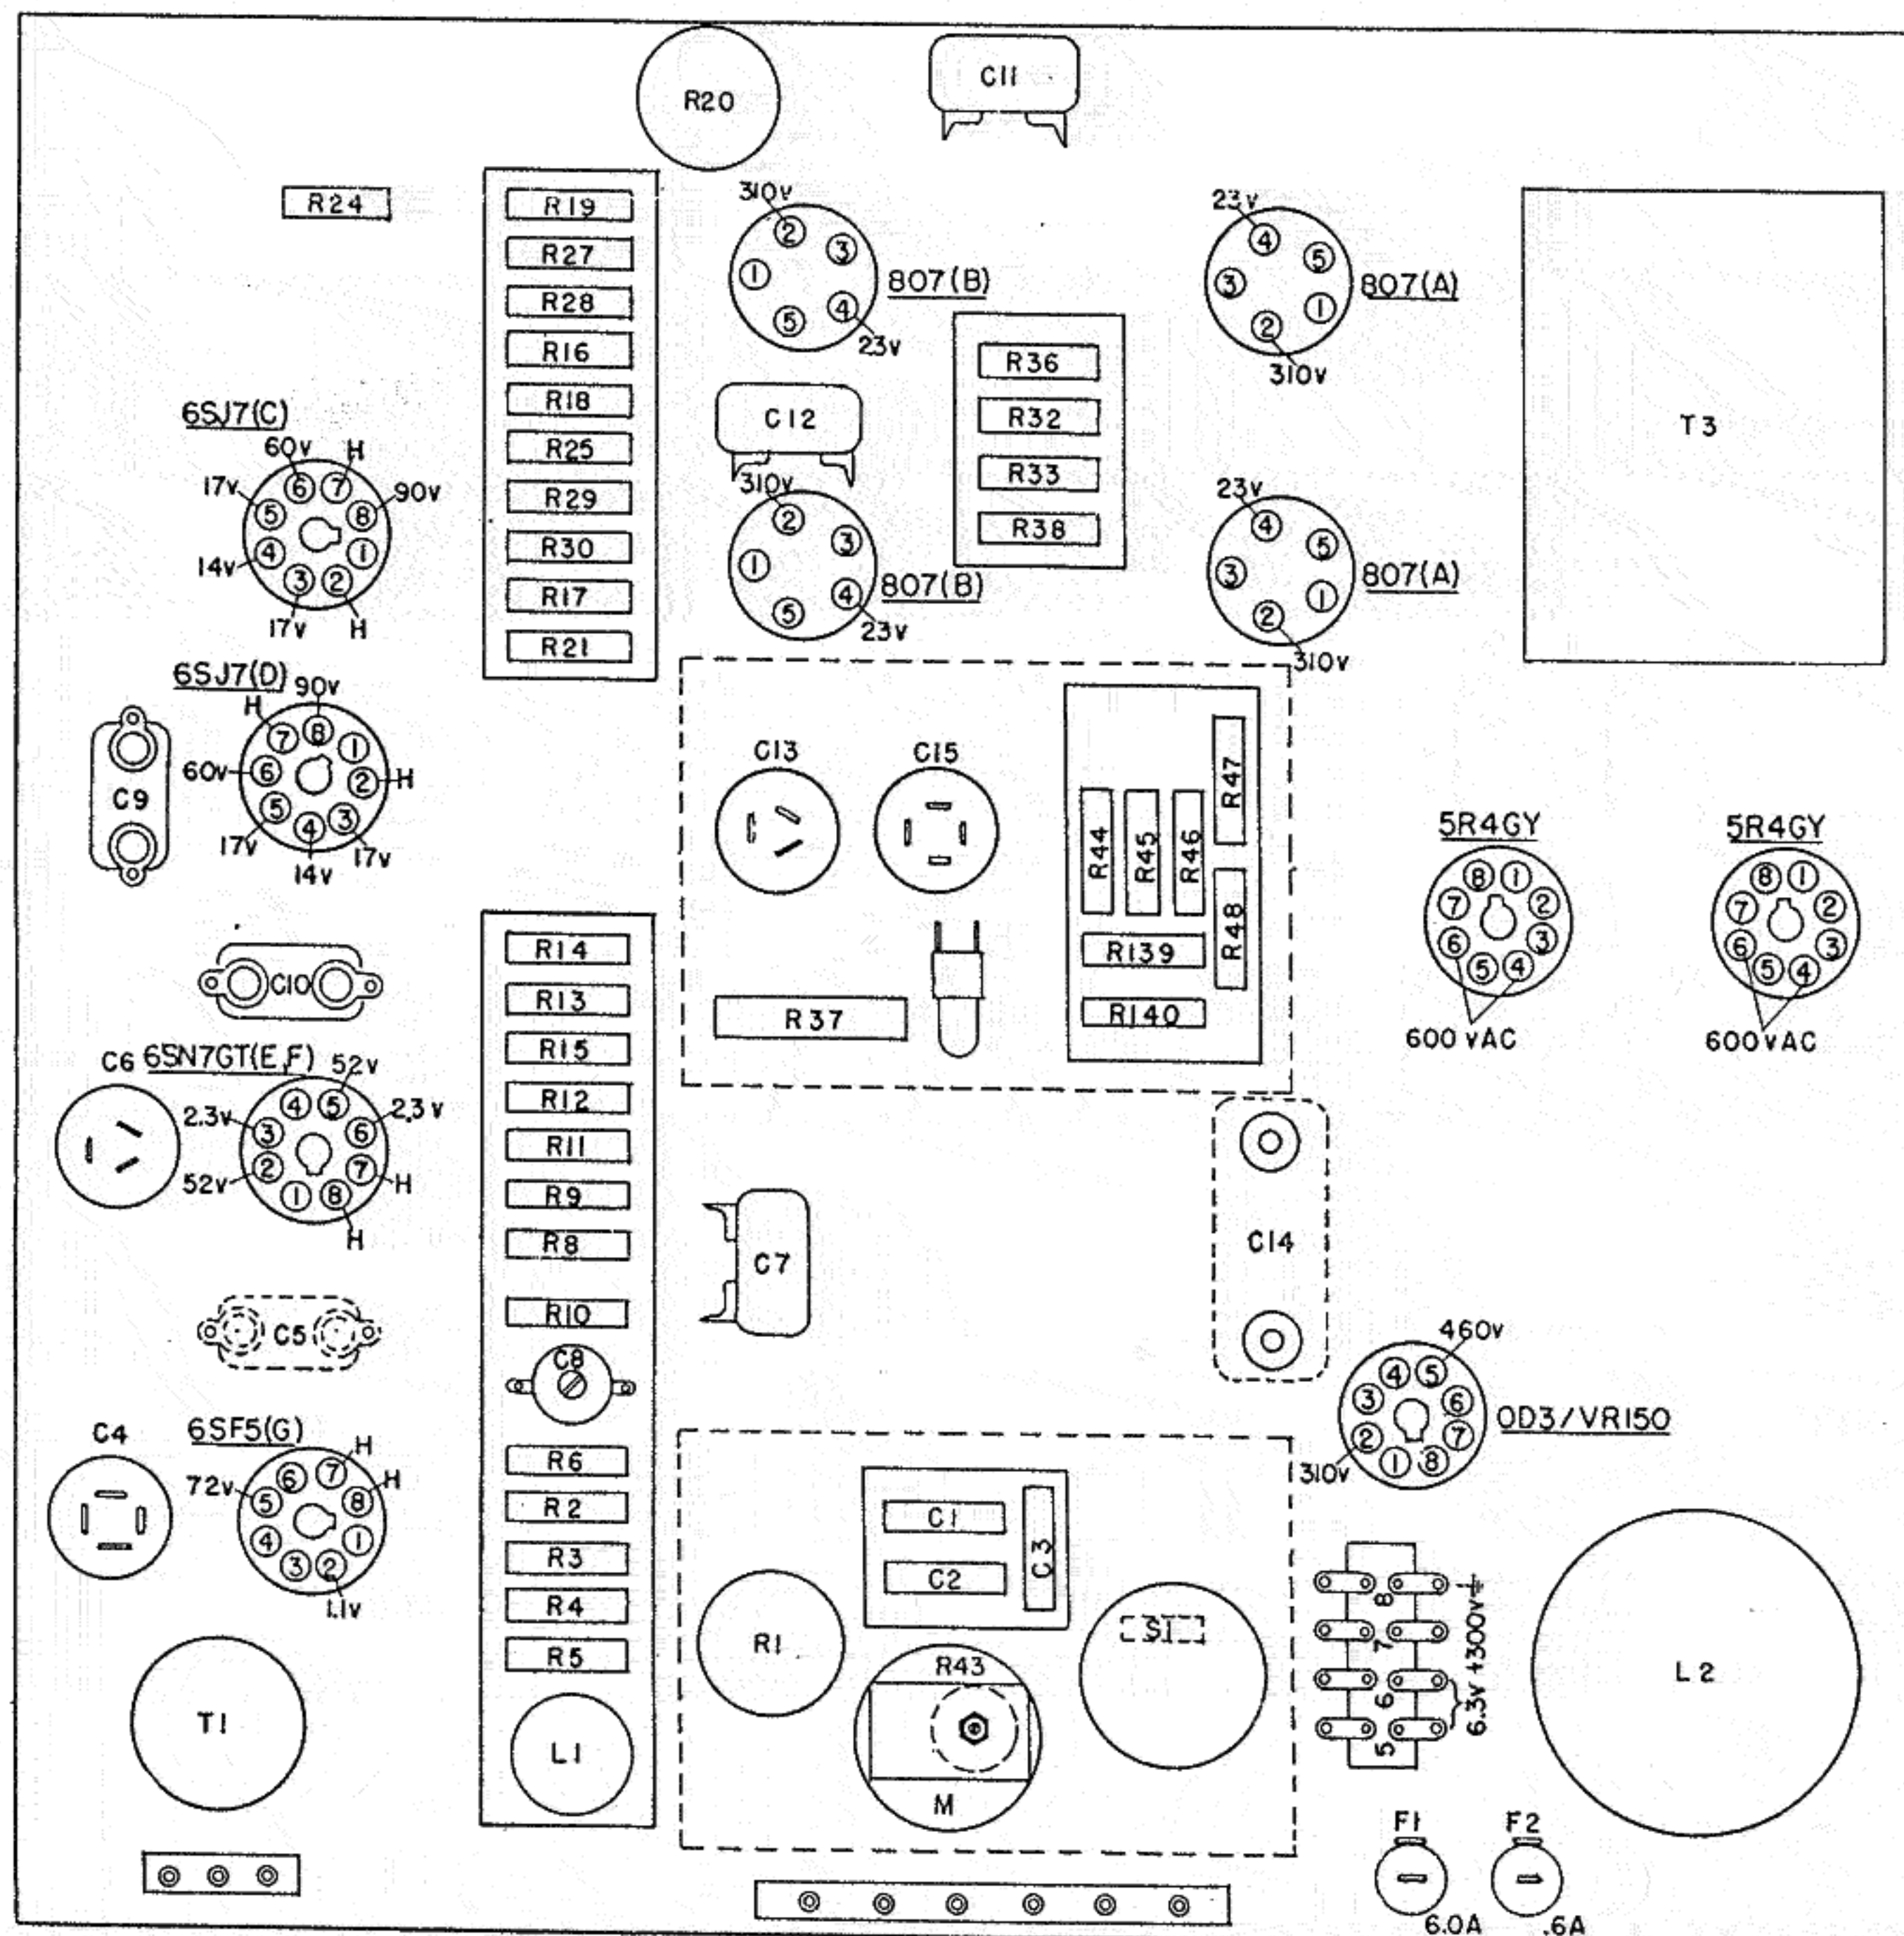 R20
C11
R24
R19
R27
R28
R16
R18
R25
R29
R30
R17
R21
310V
2
3
1
5
4
807(B)
23V
23V
4
5
3
1
2
807(A)
310V
R36
R32
R33
R38
C12
T3
6SJ7(C)
60V
H
17V
6
7
90V
5
8
4
1
14V
3
2
17V
H
310V
2
3
1
4
5
807(B)
23V
23V
4
5
3
1
2
807(A)
310V
6SJ7(D)
90V
H
7
8
1
60V
6
2
H
5
4
3
17V
14V
17V
C9
C13
C15
R44
R45
R46
R47
R48
R139
R140
R37
5R4GY
8
1
7
2
6
3
5
4
600 VAC
5R4GY
8
1
7
2
6
3
5
4
600VAC
C10
R14
R13
R15
R12
R11
R9
R8
R10
C8
R6
R2
R3
R4
R5
L1
C6
6SN7GT(E,F)
52V
2.3V
4
5
2.3V
3
6
52V
2
7
H
1
8
H
C7
C14
C5
460V
4
5
3
6
2
7
1
8
310V
OD3/VR150
C4
6SF5(G)
H
H
72V
6
7
5
8
4
1
3
2
1.1V
T1
C1
C2
C3
R1
R43
M
S1
8
7
6
5
+300V
6.3V
L2
F1
F2
6.0A
.6A